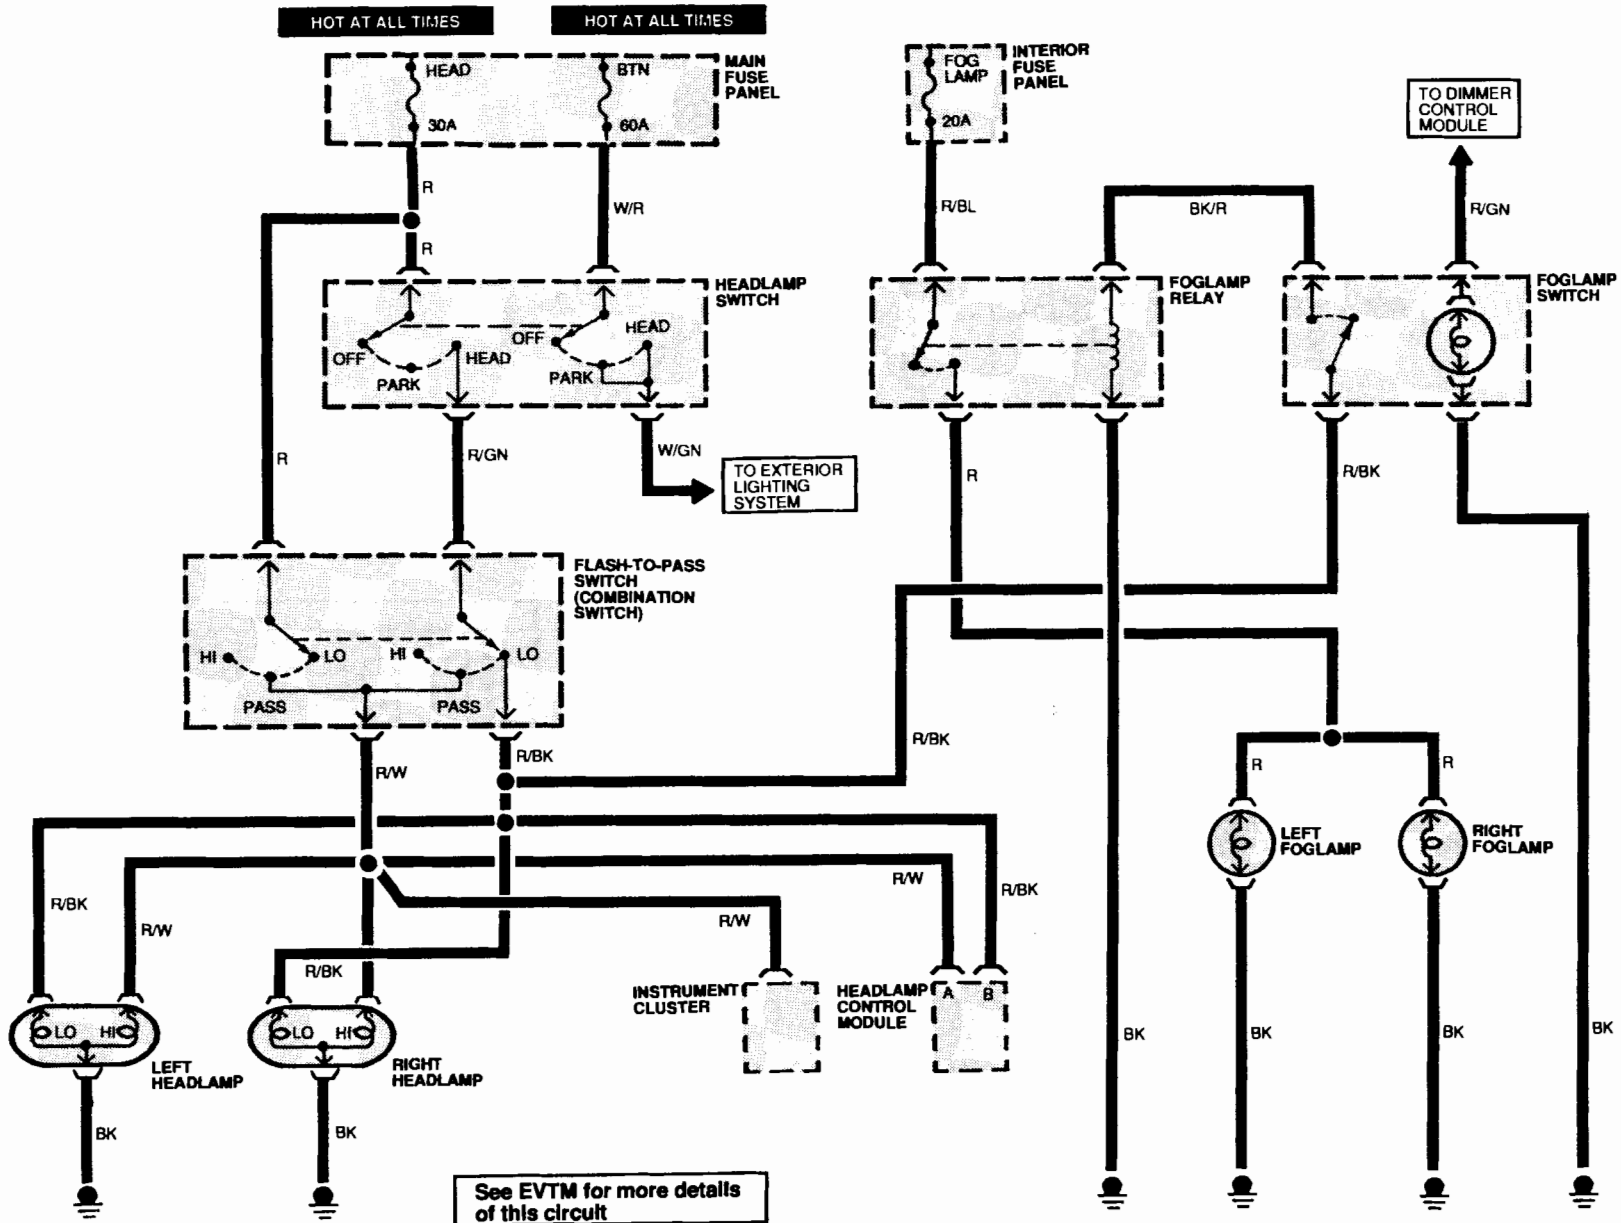 HOT AT ALL TIMES
HOT AT ALL TIMES
HEAD
30A
BTN
60A
MAIN
FUSE
PANEL
FOG
LAMP
20A
INTERIOR
FUSE
PANEL
TO DIMMER
CONTROL
MODULE
R
W/R
R/BL
BK/R
R/GN
R
HEADLAMP
SWITCH
FOGLAMP
RELAY
FOGLAMP
SWITCH
OFF
PARK
HEAD
OFF
PARK
HEAD
R
R/GN
W/GN
TO EXTERIOR
LIGHTING
SYSTEM
R
R/BK
FLASH-TO-PASS
SWITCH
(COMBINATION
SWITCH)
HI
LO
HI
LO
PASS
PASS
R/W
R/BK
R/BK
R
R
LEFT
FOGLAMP
RIGHT
FOGLAMP
R/BK
R/W
R/BK
R/W
R/W
R/BK
INSTRUMENT
CLUSTER
HEADLAMP
CONTROL
MODULE
A
B
LO
HI
LO
HI
LEFT
HEADLAMP
RIGHT
HEADLAMP
BK
BK
BK
BK
BK
BK
See EVTM for more details
of this circuit